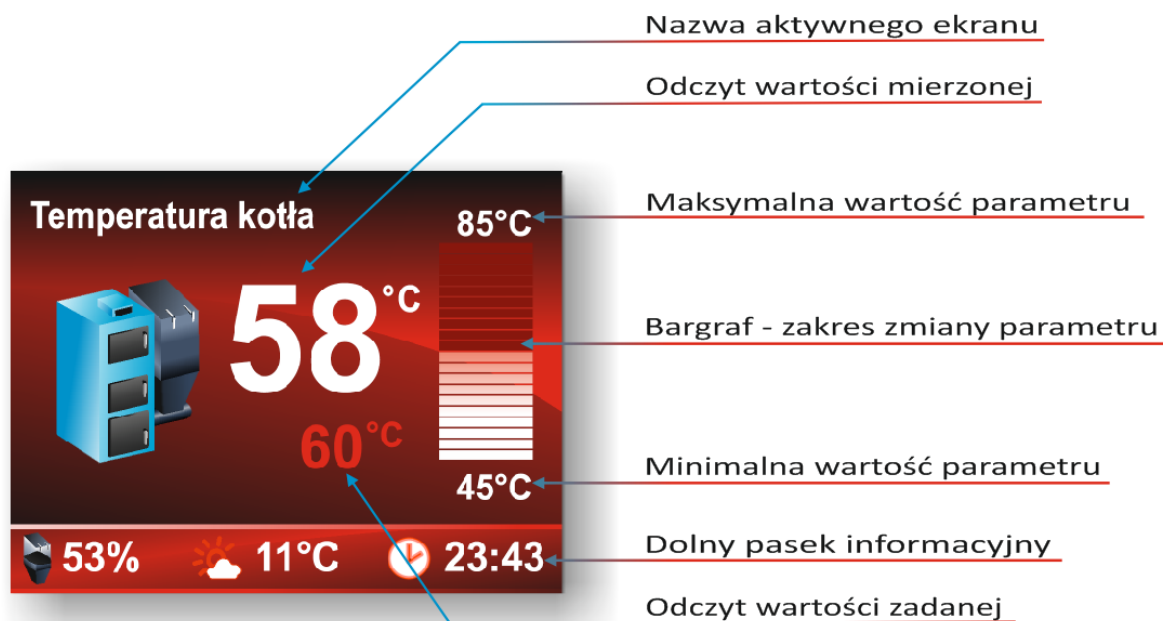 Nazwa aktywnego ekranu
Odczyt wartości mierzonej
Temperatura kotła
85°C
Maksymalna wartość parametru
58°C
Bargraf - zakres zmiany parametru
60°C
45°C
Minimalna wartość parametru
53%
11°C
23:43
Dolny pasek informacyjny
Odczyt wartości zadanej